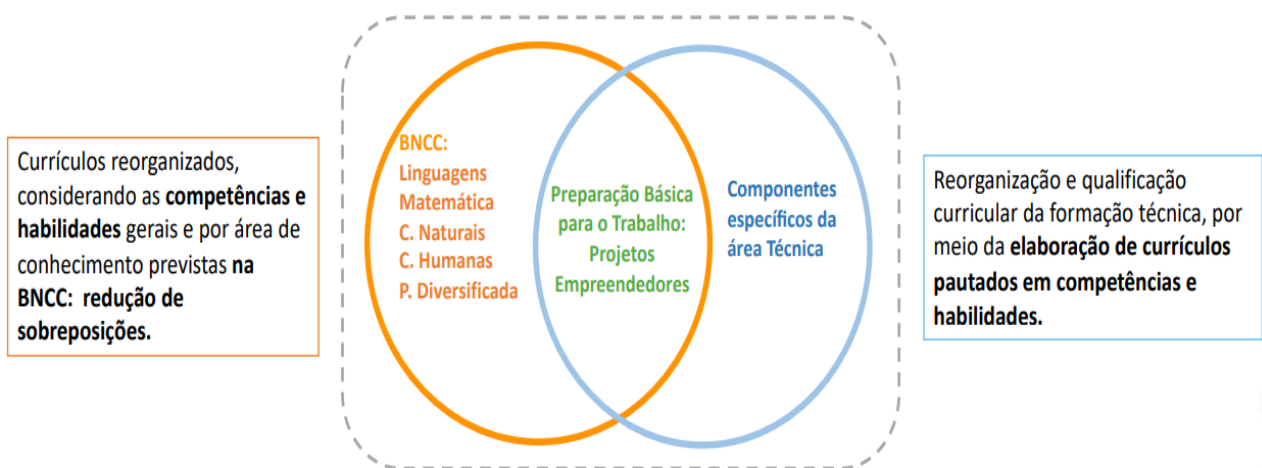 Currículos reorganizados,
considerando as competências e
habilidades gerais e por área de
conhecimento previstas na
BNCC: redução de
sobreposições.
BNCC:
Linguagens
Matemática
C. Naturais
C. Humanas
P. Diversificada
Preparação Básica
para o Trabalho:
Projetos
Empreendedores
Componentes
específicos da
área Técnica
Reorganização e qualificação
curricular da formação técnica, por
meio da elaboração de currículos
pautados em competências e
habilidades.